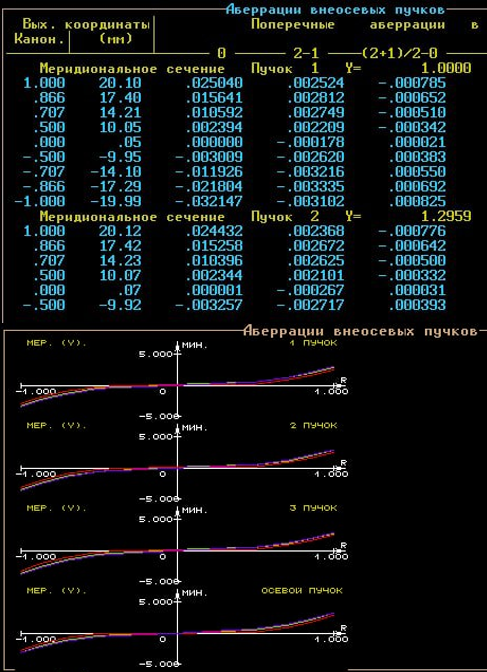 Аберрации внеосевых пучков
Вых. координаты Поперечные аберрации в
Канон. (мм)
0 2-1 (2+1)/2-0
Меридиональное сечение Пучок 1 Y= 1.0000
1.000 20.10 .025040 .002524 -.000785
.866 17.40 .015641 .002812 -.000652
.707 14.21 .010592 .002749 -.000510
.500 10.05 .002394 .002209 -.000342
.000 .05 .000000 -.000178 .000021
-.500 -9.95 -.003009 -.002620 .000383
-.707 -14.10 -.011926 -.003216 .000550
-.866 -17.29 -.021804 -.003335 .000692
-1.000 -19.99 -.032147 -.003102 .000825
Меридиональное сечение Пучок 2 Y= 1.2959
1.000 20.12 .024432 .002368 -.000776
.866 17.42 .015258 .002672 -.000642
.707 14.23 .010396 .002625 -.000500
.500 10.07 .002344 .002101 -.000332
.000 .07 .000001 -.000267 .000031
-.500 -9.92 -.003257 -.002717 .000393
Аберрации внеосевых пучков
МЕР. (У). МИН. 1 ПУЧОК
5.000
R
-1.000 0 1.000
-5.000
МЕР. (У). МИН. 2 ПУЧОК
5.000
R
-1.000 0 1.000
-5.000
МЕР. (У). МИН. 3 ПУЧОК
5.000
R
-1.000 0 1.000
-5.000
МЕР. (У). МИН. ОСЕВОЙ ПУЧОК
5.000
R
-1.000 0 1.000
-5.000